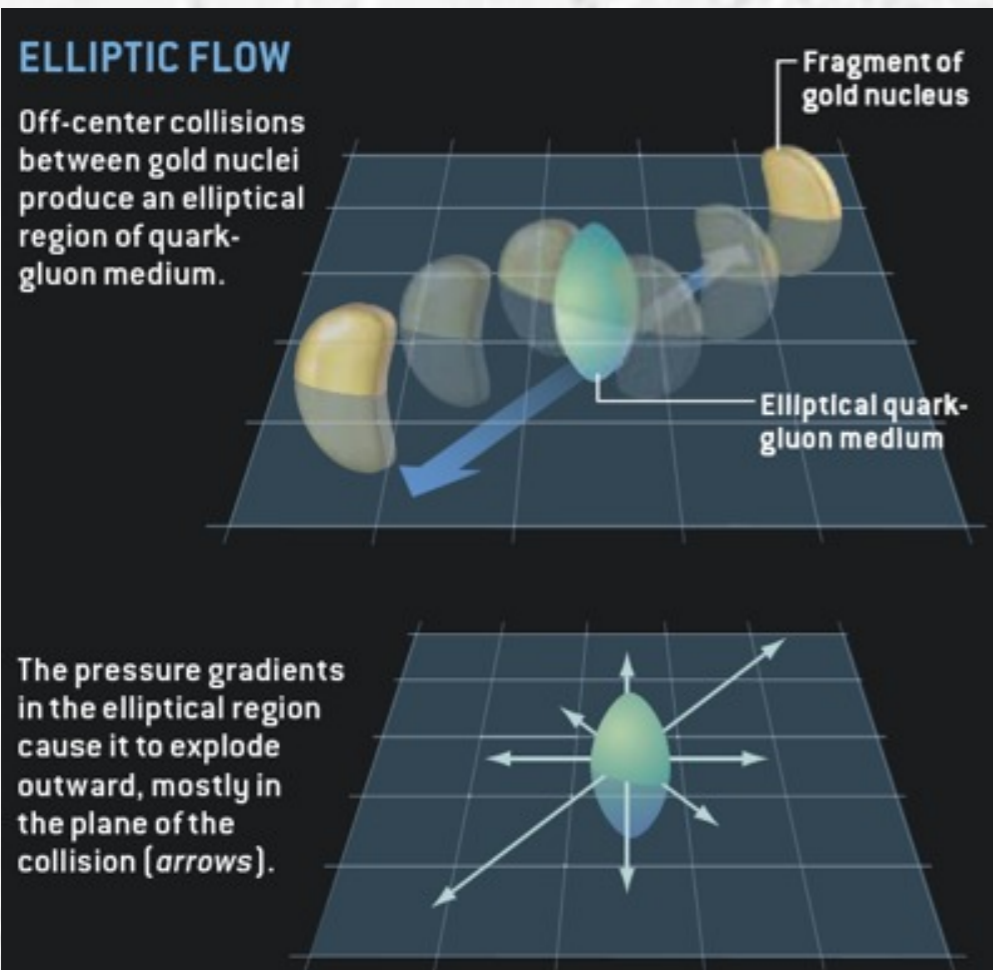 ELLIPTIC FLOW
Off-center collisions
between gold nuclei
produce an elliptical
region of quark-
gluon medium.
Fragment of
gold nucleus
Elliptical quark-
gluon medium
The pressure gradients
in the elliptical region
cause it to explode
outward, mostly in
the plane of the
collision (arrows).